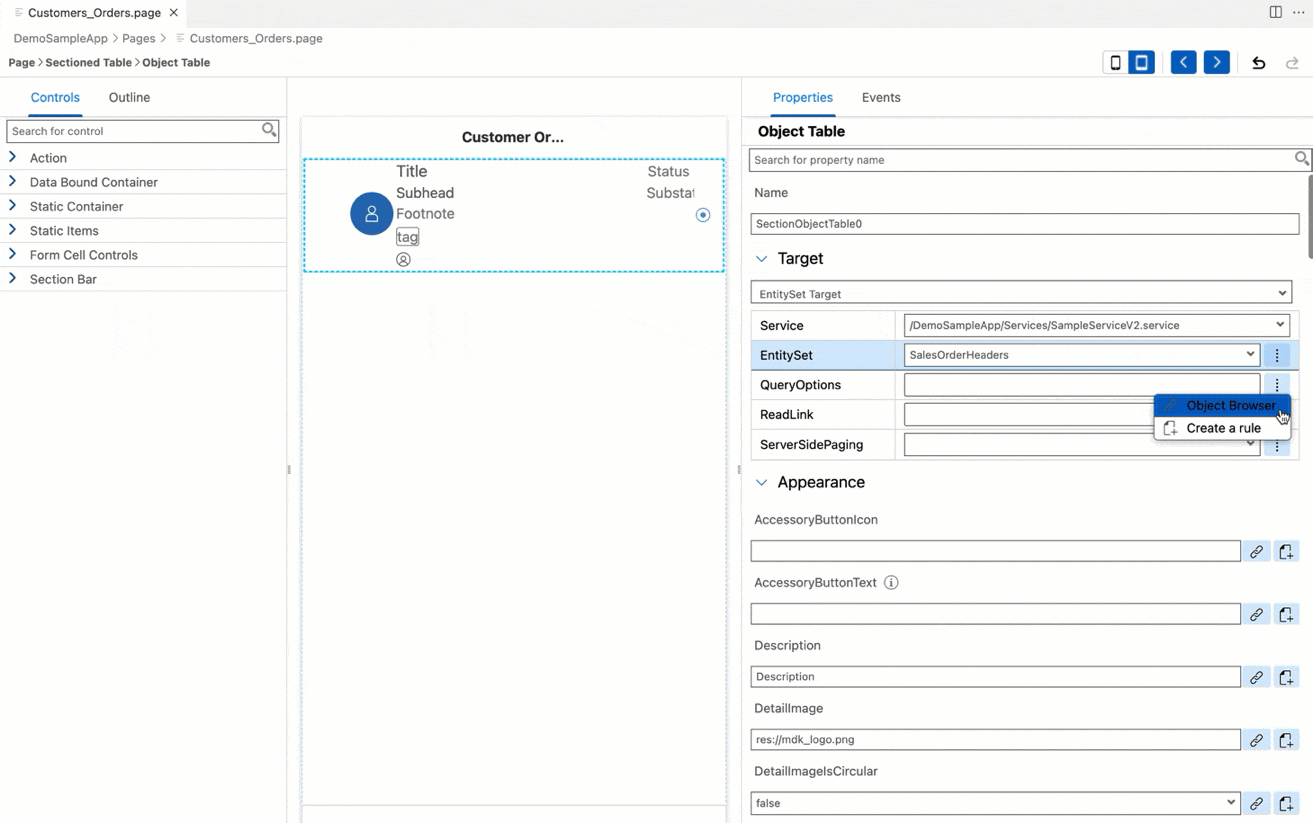 Customers_Orders.page
DemoSampleApp > Pages > Customers_Orders.page
Page > Sectioned Table > Object Table
Controls
Outline
Search for control
Action
Data Bound Container
Static Container
Static Items
Form Cell Controls
Section Bar
Customer Or...
Title
Status
Subhead
Substat
Footnote
tag
Properties
Events
Object Table
Search for property name
Name
SectionObjectTable0
Target
EntitySet Target
Service
/DemoSampleApp/Services/SampleServiceV2.service
EntitySet
SalesOrderHeaders
QueryOptions
Object Browser
ReadLink
Create a rule
ServerSidePaging
Appearance
AccessoryButtonIcon
AccessoryButtonText
Description
Description
DetailImage
res://mdk_logo.png
DetailImageIsCircular
false